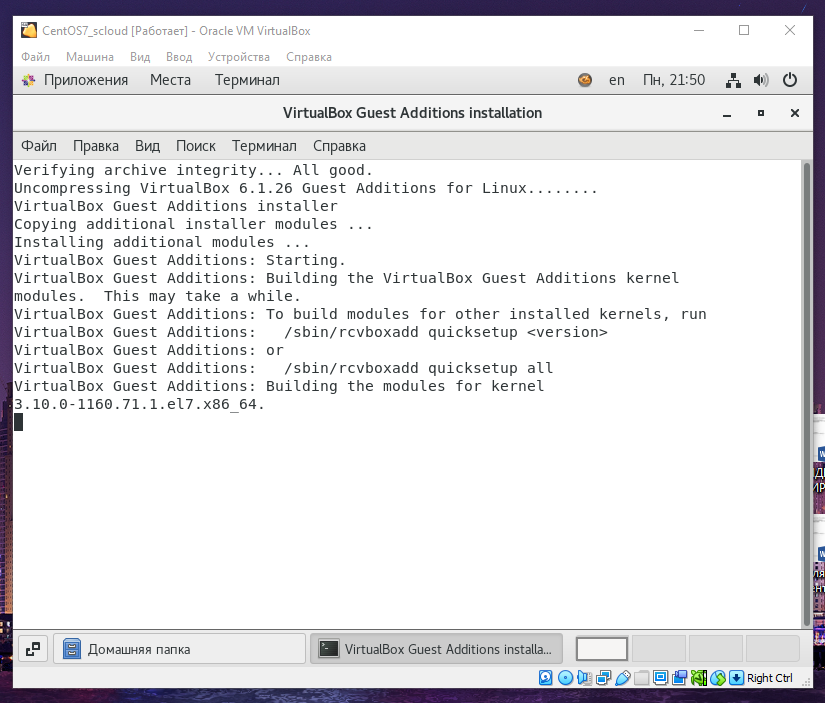 CentOS7_scloud [Работает] - Oracle VM VirtualBox
Файл Машина Вид Ввод Устройства Справка
Приложения Места Терминал en Пн, 21:50
VirtualBox Guest Additions installation
Файл Правка Вид Поиск Терминал Справка
Verifying archive integrity... All good.
Uncompressing VirtualBox 6.1.26 Guest Additions for Linux........
VirtualBox Guest Additions installer
Copying additional installer modules ...
Installing additional modules ...
VirtualBox Guest Additions: Starting.
VirtualBox Guest Additions: Building the VirtualBox Guest Additions kernel
modules.  This may take a while.
VirtualBox Guest Additions: To build modules for other installed kernels, run
VirtualBox Guest Additions:   /sbin/rcvboxadd quicksetup <version>
VirtualBox Guest Additions: or
VirtualBox Guest Additions:   /sbin/rcvboxadd quicksetup all
VirtualBox Guest Additions: Building the modules for kernel
3.10.0-1160.71.1.el7.x86_64.
Домашняя папка VirtualBox Guest Additions installa...
Right Ctrl